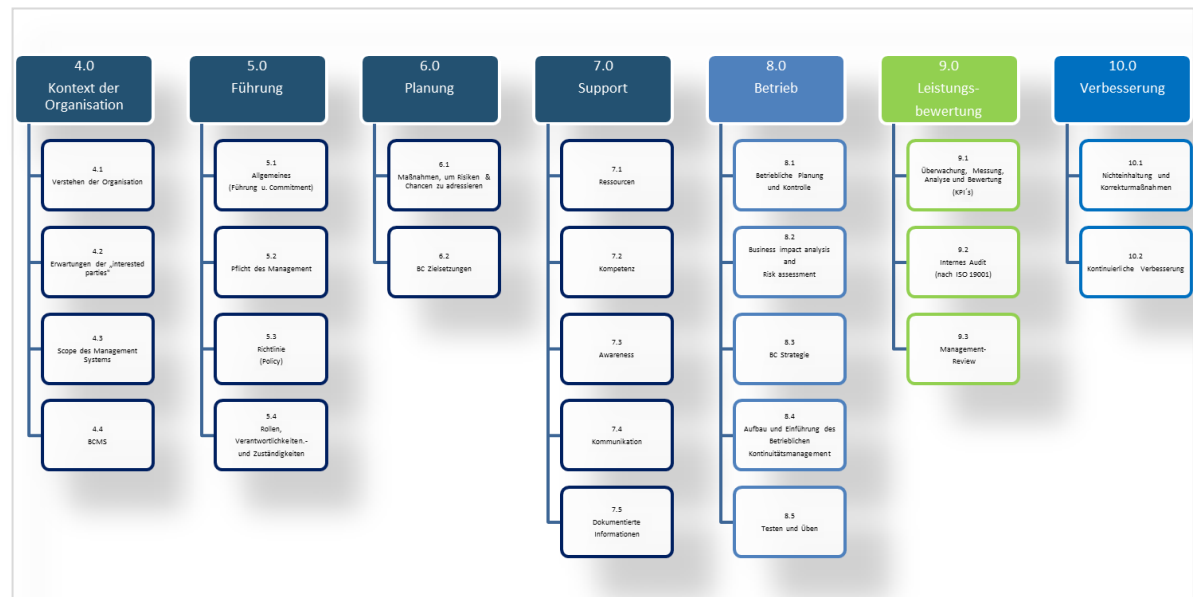 4.0
Kontext der
Organisation
4.1
Verstehen der Organisation
4.2
Erwartungen der „interested
parties"
4.3
Scope des Management
Systems
4.4
BCMS
5.0
Führung
5.1
Allgemeines
(Führung u. Commitment)
5.2
Pflicht des Management
5.3
Richtlinie
(Policy)
5.4
Rollen,
Verantwortlichkeiten.-
und Zuständigkeiten
6.0
Planung
6.1
Maßnahmen, um Risiken &
Chancen zu adressieren
6.2
BC Zielsetzungen
7.0
Support
7.1
Ressourcen
7.2
Kompetenz
7.3
Awareness
7.4
Kommunikation
7.5
Dokumentierte
Informationen
8.0
Betrieb
8.1
Betriebliche Planung
und Kontrolle
8.2
Business impact analysis
and
Risk assessment
8.3
BC Strategie
8.4
Aufbau und Einführung des
Betrieblichen
Kontinuitätsmanagement
8.5
Testen und Üben
9.0
Leistungs-
bewertung
9.1
Überwachung, Messung,
Analyse und Bewertung
(KPI´s)
9.2
Internes Audit
(nach ISO 19001)
9.3
Management-
Review
10.0
Verbesserung
10.1
Nichteinhaltung und
Korrekturmaßnahmen
10.2
Kontinuierliche Verbesserung